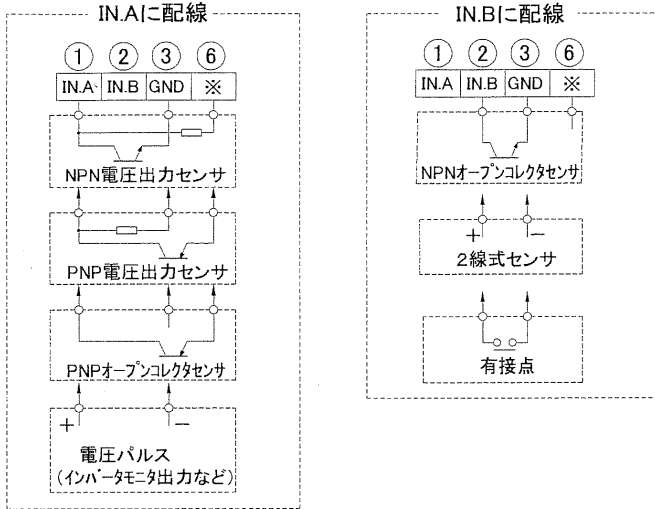 IN.Aに配線
① ② ③ ⑥
IN.A IN.B GND ※
NPN電圧出力センサ
PNP電圧出力センサ
PNPオープンコレクタセンサ
+ −
電圧パルス
(インバータモニタ出力など)
IN.Bに配線
① ② ③ ⑥
IN.A IN.B GND ※
NPNオープンコレクタセンサ
+ −
2線式センサ
有接点